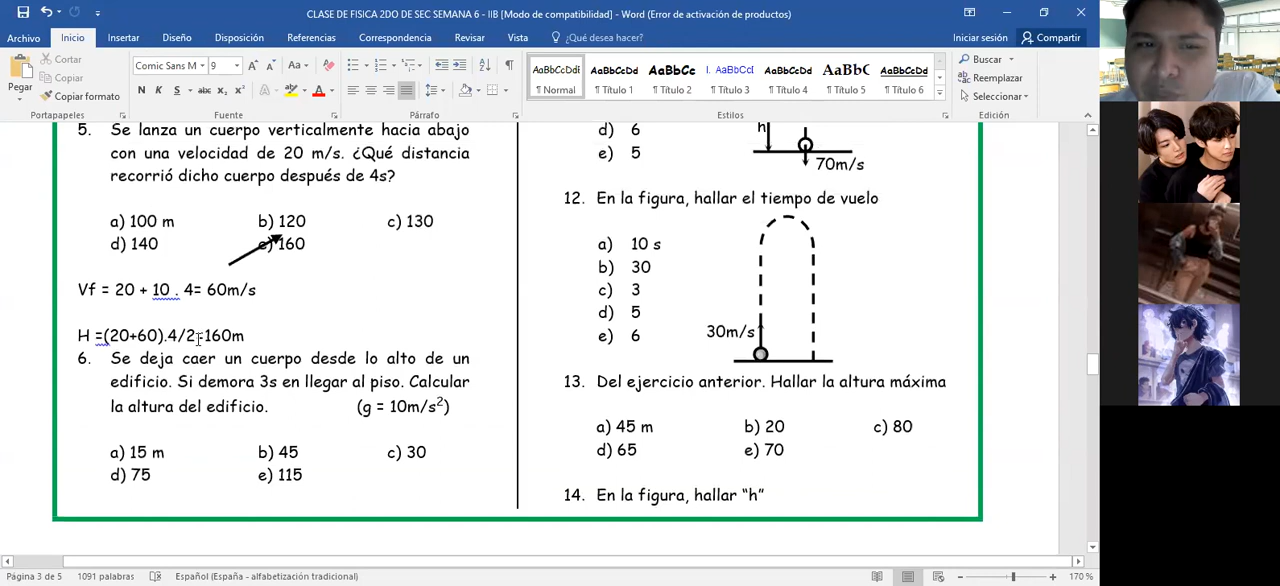 CLASE DE FISICA 2DO DE SEC SEMANA 6 - IIB [Modo de compatibilidad] - Word (Error de activación de productos)
Archivo Inicio Insertar Diseño Disposición Referencias Correspondencia Revisar Vista ¿Qué desea hacer? Iniciar sesión Compartir
Pegar
Cortar
Copiar
Copiar formato
Portapapeles
Comic Sans M 9
N K S abc x₂ x²
Fuente
Párrafo
AaBbCcDdE ¶ Normal
AaBbCcDd ¶ Título 1
AaBbCc ¶ Título 2
I. AaBbCcI ¶ Título 3
AaBbCcDd ¶ Título 4
AaBbC ¶ Título 5
AaBbCcDd ¶ Título 6
Estilos
Buscar
Reemplazar
Seleccionar
Edición
5. Se lanza un cuerpo verticalmente hacia abajo
con una velocidad de 20 m/s. ¿Qué distancia
recorrió dicho cuerpo después de 4s?
a) 100 m b) 120 c) 130
d) 140 e) 160
Vf = 20 + 10 . 4= 60m/s
H =(20+60).4/2=160m
6. Se deja caer un cuerpo desde lo alto de un
edificio. Si demora 3s en llegar al piso. Calcular
la altura del edificio. (g = 10m/s²)
a) 15 m b) 45 c) 30
d) 75 e) 115
d) 6
e) 5
h
70m/s
12. En la figura, hallar el tiempo de vuelo
a) 10 s
b) 30
c) 3
d) 5
e) 6
30m/s
13. Del ejercicio anterior. Hallar la altura máxima
a) 45 m b) 20 c) 80
d) 65 e) 70
14. En la figura, hallar “h”
Página 3 de 5 1091 palabras Español (España - alfabetización tradicional) 170 %